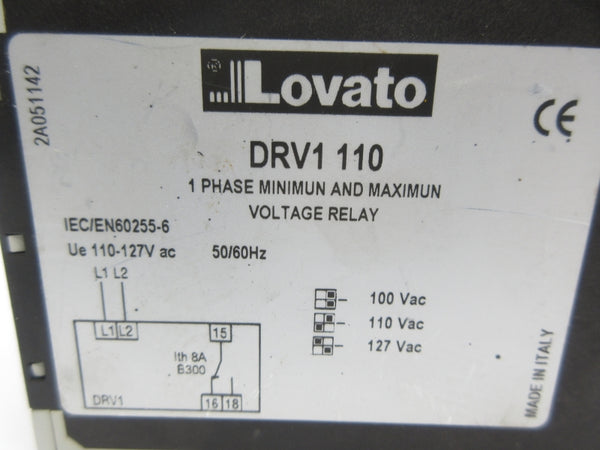 2A051142
Lovato
DRV1 110
1 PHASE MINIMUN AND MAXIMUN
VOLTAGE RELAY
CE
IEC/EN60255-6
Ue 110-127V ac 50/60Hz
L1 L2
L1 L2 15
Ith 8A
B300
DRV1 16 18
100 Vac
110 Vac
127 Vac
MADE IN ITALY